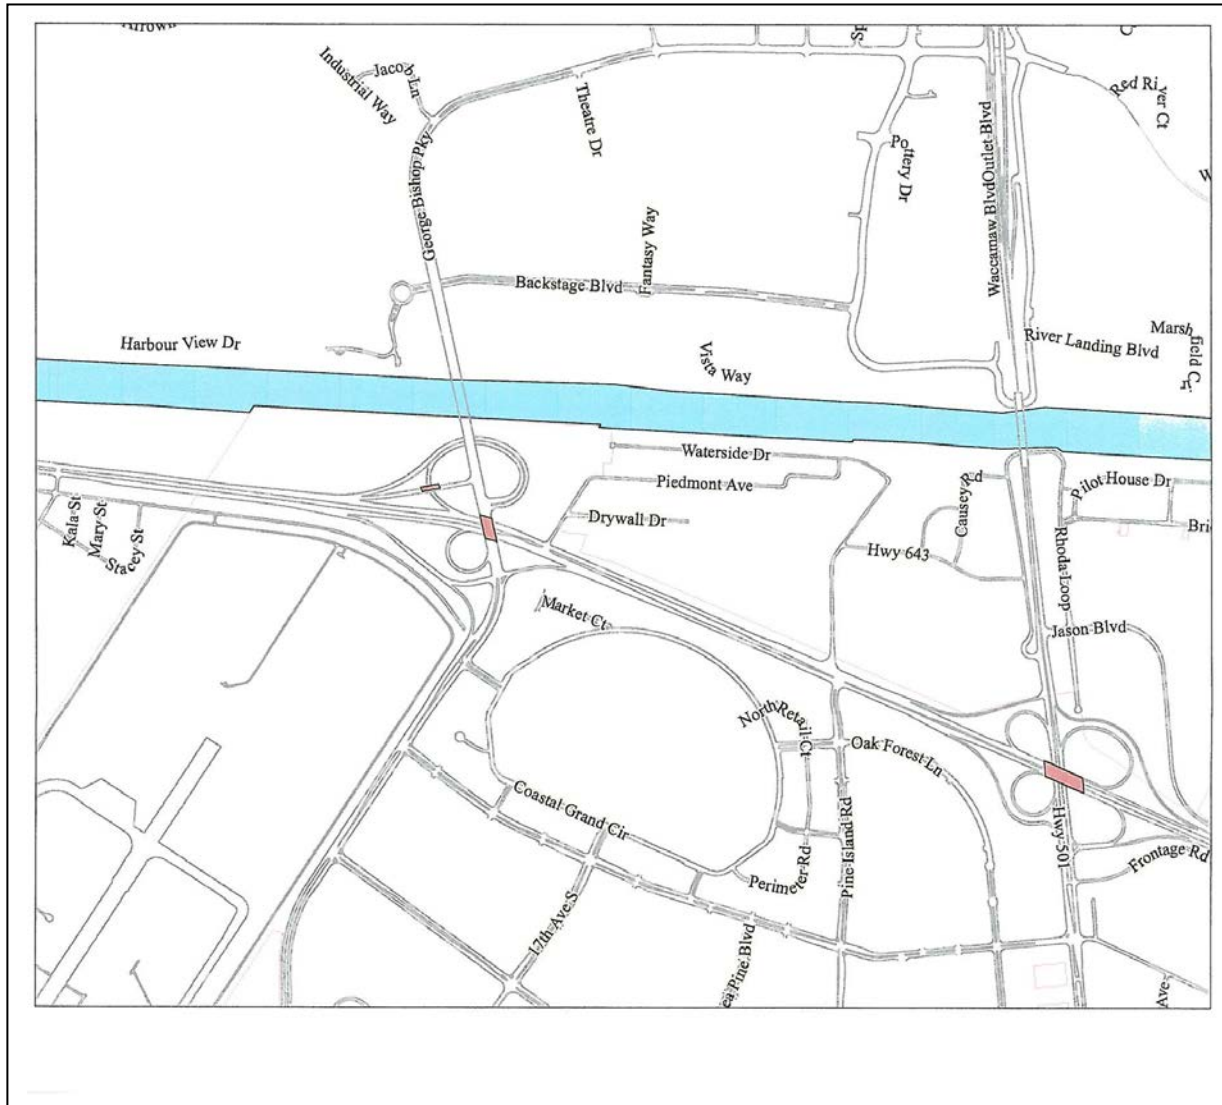 Industrial Way
Jacob Ln
George Bishop Pky
Theatre Dr
Pottery Dr
Waccamaw Blvd
Outlet Blvd
Red River Ct
Fantasy Way
Backstage Blvd
Harbour View Dr
Vista Way
River Landing Blvd
Marshfield Cir
Waterside Dr
Piedmont Ave
Drywall Dr
Causey Rd
Pilot House Dr
Hwy 643
Rhoda Loop
Kala St
Mary St
Stacey St
Market Ct
Jason Blvd
North Retail Ct
Oak Forest Ln
Coastal Grand Cir
Perimeter Rd
Pine Island Rd
Hwy 501
Frontage Rd
17th Ave S
ea Pine Blvd
Ave